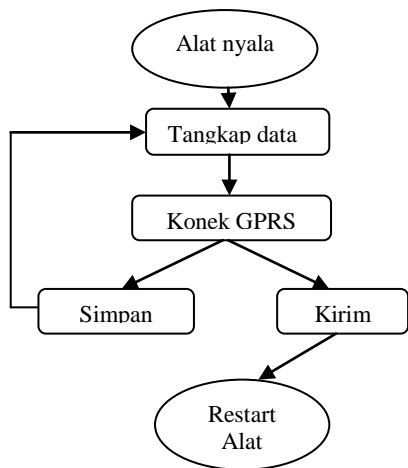 Alat nyala
Tangkap data
Konek GPRS
Simpan
Kirim
Restart
Alat